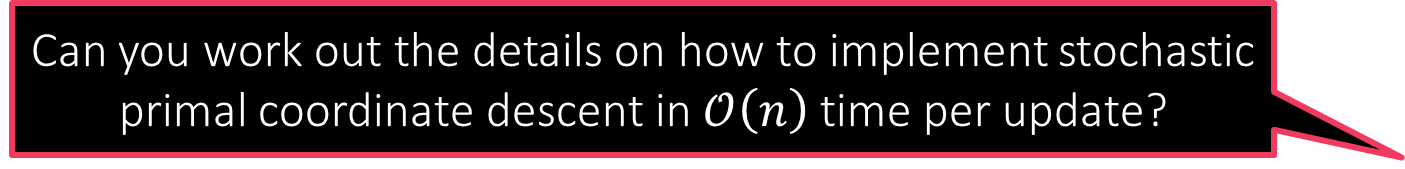 Can you work out the details on how to implement stochastic
primal coordinate descent in 𝒪(𝑛) time per update?